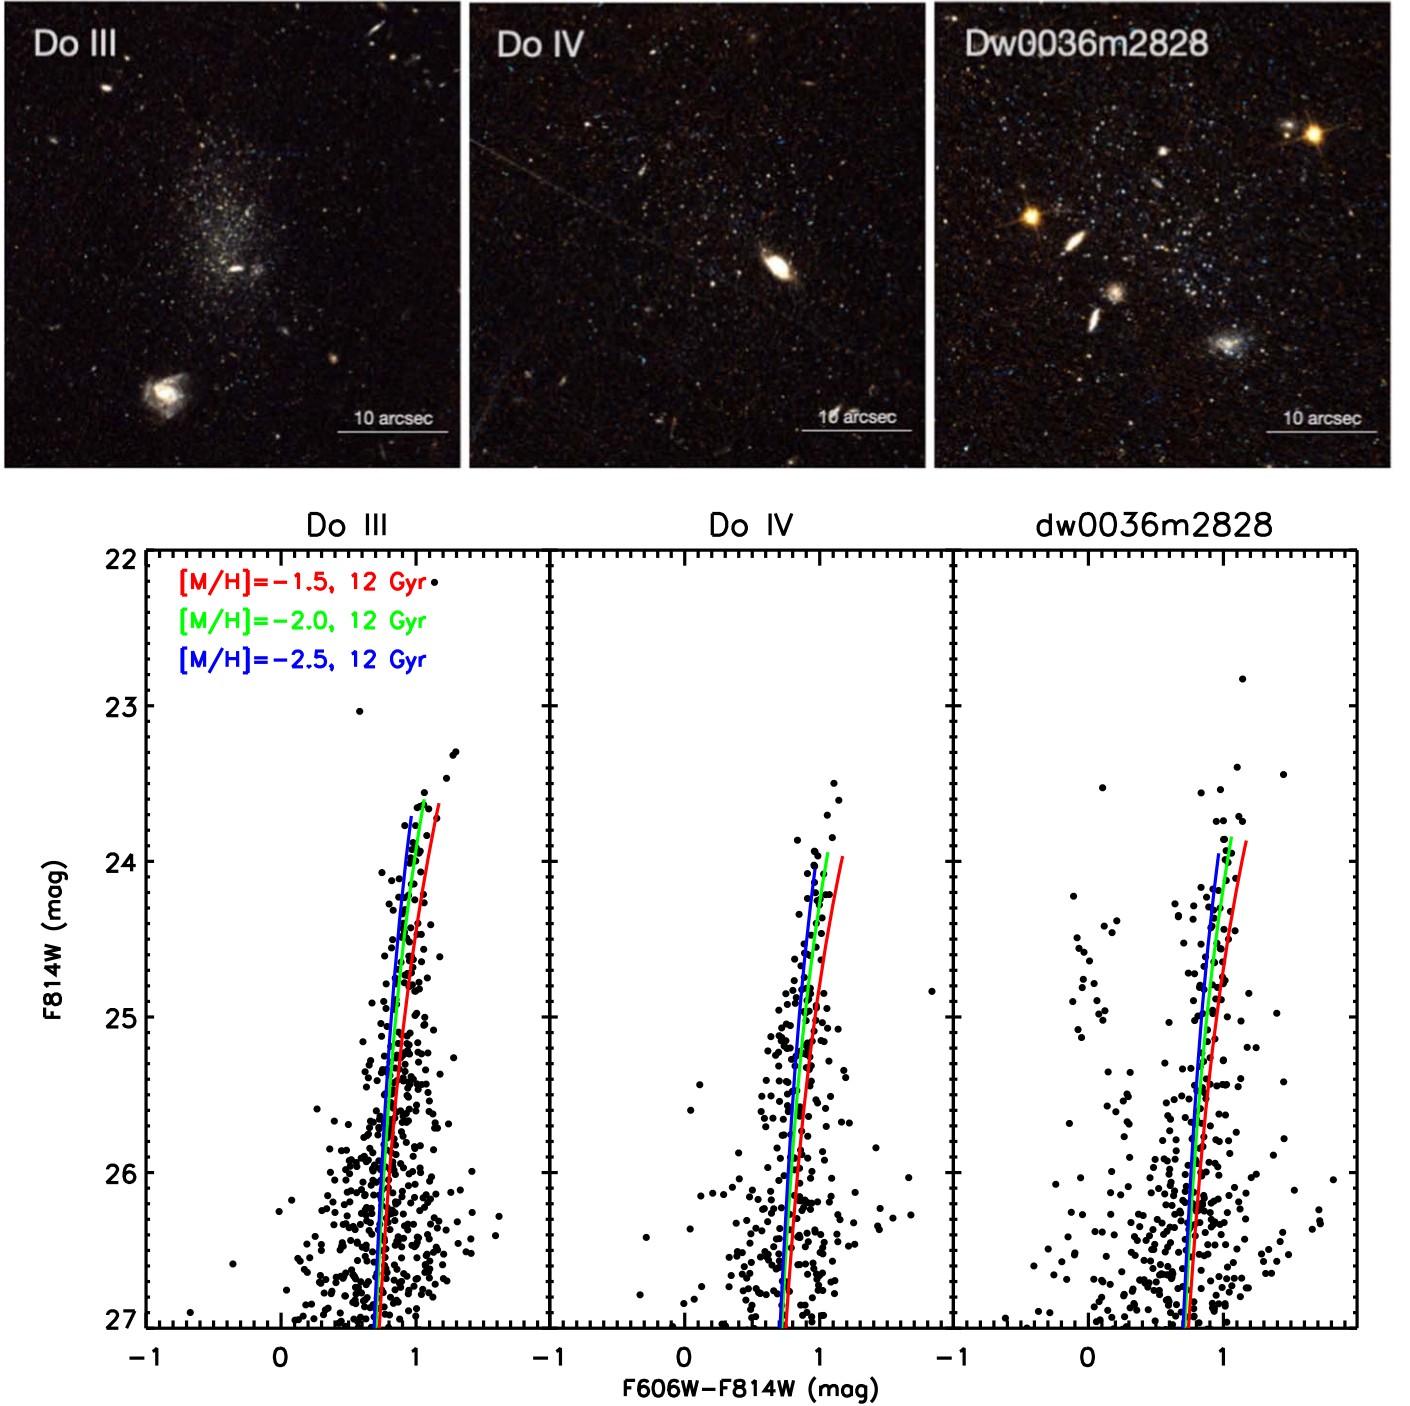 Do III
Do IV
Dw0036m2828
10 arcsec
10 arcsec
10 arcsec
Do III
Do IV
dw0036m2828
[M/H]=−1.5, 12 Gyr
[M/H]=−2.0, 12 Gyr
[M/H]=−2.5, 12 Gyr
22
23
24
25
26
27
F814W (mag)
−1
0
1
−1
0
1
−1
0
1
F606W−F814W (mag)